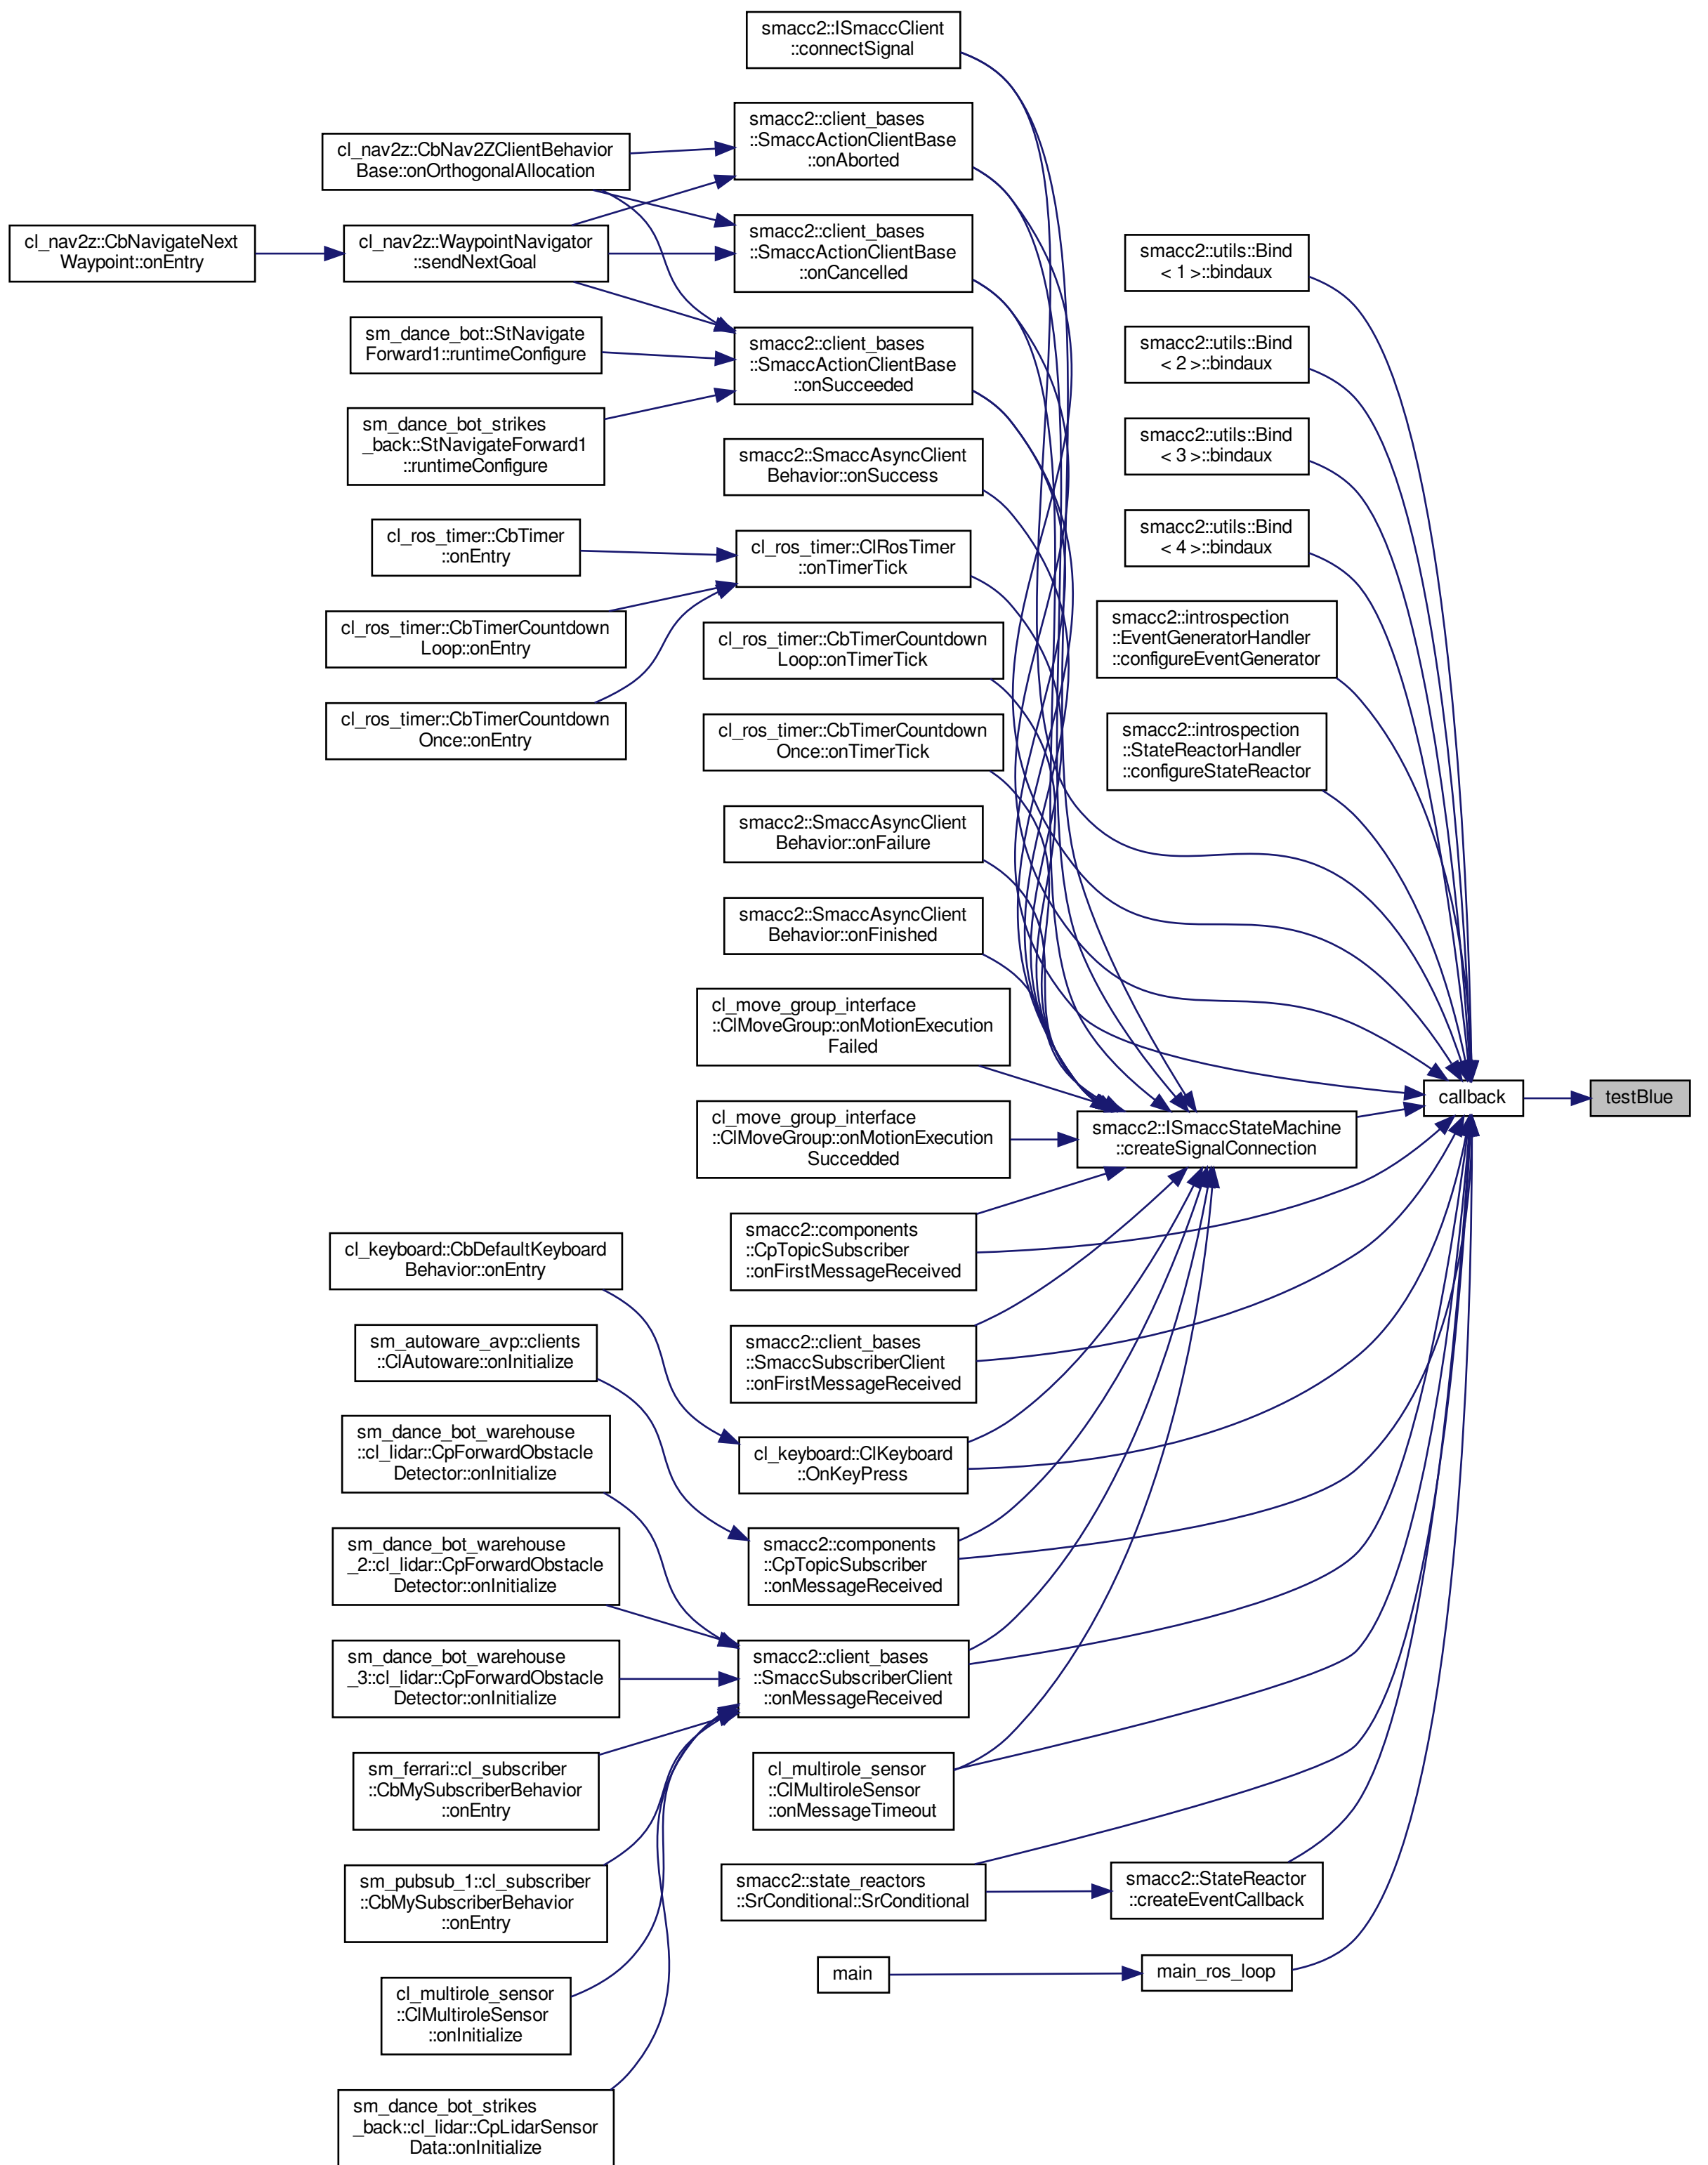 smacc2::ISmaccClient
::connectSignal
smacc2::client_bases
::SmaccActionClientBase
::onAborted
cl_nav2z::CbNav2ZClientBehavior
Base::onOrthogonalAllocation
smacc2::client_bases
::SmaccActionClientBase
::onCancelled
cl_nav2z::CbNavigateNext
Waypoint::onEntry
cl_nav2z::WaypointNavigator
::sendNextGoal
smacc2::utils::Bind
< 1 >::bindaux
sm_dance_bot::StNavigate
Forward1::runtimeConfigure
smacc2::client_bases
::SmaccActionClientBase
::onSucceeded
smacc2::utils::Bind
< 2 >::bindaux
sm_dance_bot_strikes
_back::StNavigateForward1
::runtimeConfigure
smacc2::SmaccAsyncClient
Behavior::onSuccess
smacc2::utils::Bind
< 3 >::bindaux
cl_ros_timer::CbTimer
::onEntry
cl_ros_timer::ClRosTimer
::onTimerTick
smacc2::utils::Bind
< 4 >::bindaux
cl_ros_timer::CbTimerCountdown
Loop::onEntry
cl_ros_timer::CbTimerCountdown
Loop::onTimerTick
smacc2::introspection
::EventGeneratorHandler
::configureEventGenerator
cl_ros_timer::CbTimerCountdown
Once::onEntry
cl_ros_timer::CbTimerCountdown
Once::onTimerTick
smacc2::introspection
::StateReactorHandler
::configureStateReactor
smacc2::SmaccAsyncClient
Behavior::onFailure
smacc2::SmaccAsyncClient
Behavior::onFinished
cl_move_group_interface
::ClMoveGroup::onMotionExecution
Failed
callback
testBlue
cl_move_group_interface
::ClMoveGroup::onMotionExecution
Succedded
smacc2::ISmaccStateMachine
::createSignalConnection
smacc2::components
::CpTopicSubscriber
::onFirstMessageReceived
cl_keyboard::CbDefaultKeyboard
Behavior::onEntry
sm_autoware_avp::clients
::ClAutoware::onInitialize
smacc2::client_bases
::SmaccSubscriberClient
::onFirstMessageReceived
sm_dance_bot_warehouse
::cl_lidar::CpForwardObstacle
Detector::onInitialize
cl_keyboard::ClKeyboard
::OnKeyPress
sm_dance_bot_warehouse
_2::cl_lidar::CpForwardObstacle
Detector::onInitialize
smacc2::components
::CpTopicSubscriber
::onMessageReceived
sm_dance_bot_warehouse
_3::cl_lidar::CpForwardObstacle
Detector::onInitialize
smacc2::client_bases
::SmaccSubscriberClient
::onMessageReceived
sm_ferrari::cl_subscriber
::CbMySubscriberBehavior
::onEntry
cl_multirole_sensor
::ClMultiroleSensor
::onMessageTimeout
sm_pubsub_1::cl_subscriber
::CbMySubscriberBehavior
::onEntry
smacc2::state_reactors
::SrConditional::SrConditional
smacc2::StateReactor
::createEventCallback
cl_multirole_sensor
::ClMultiroleSensor
::onInitialize
main
main_ros_loop
sm_dance_bot_strikes
_back::cl_lidar::CpLidarSensor
Data::onInitialize